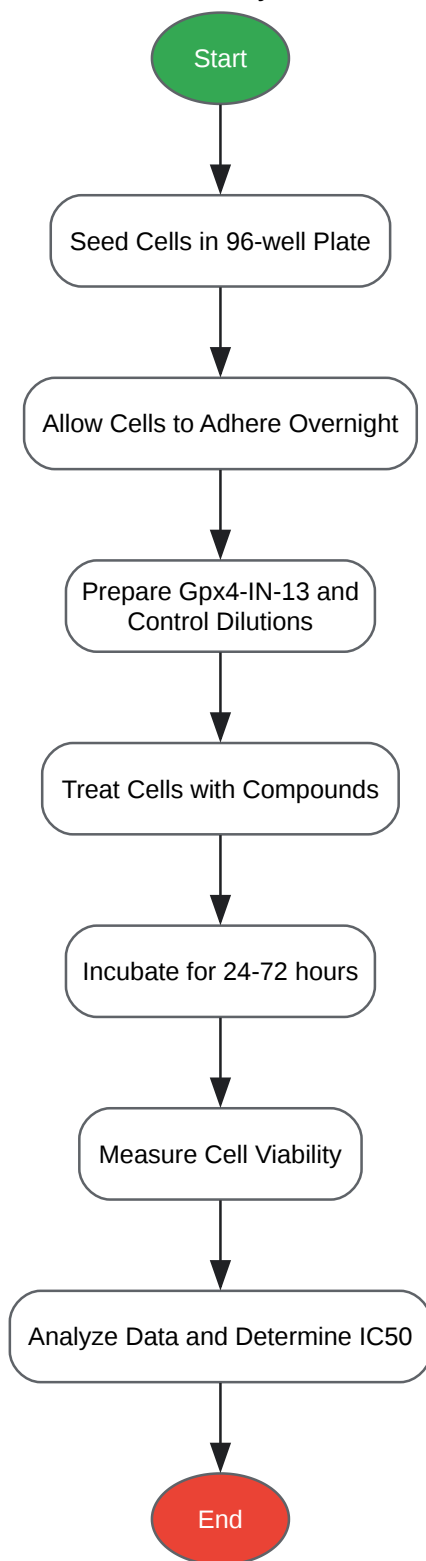 Start
Seed Cells in 96-well Plate
Allow Cells to Adhere Overnight
Prepare Gpx4-IN-13 and
Control Dilutions
Treat Cells with Compounds
Incubate for 24-72 hours
Measure Cell Viability
Analyze Data and Determine IC50
End